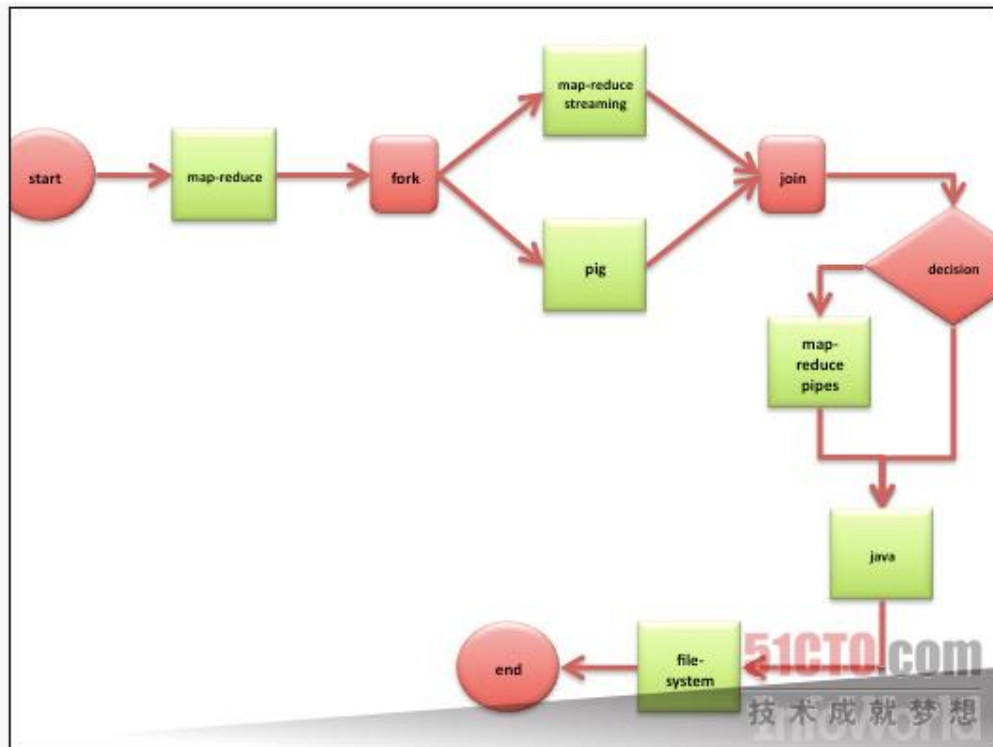 start
map-reduce
fork
map-reduce
streaming
pig
join
decision
map-
reduce
pipes
java
file-
system
end
51CTO.com
技术成就梦想
InfoWorld